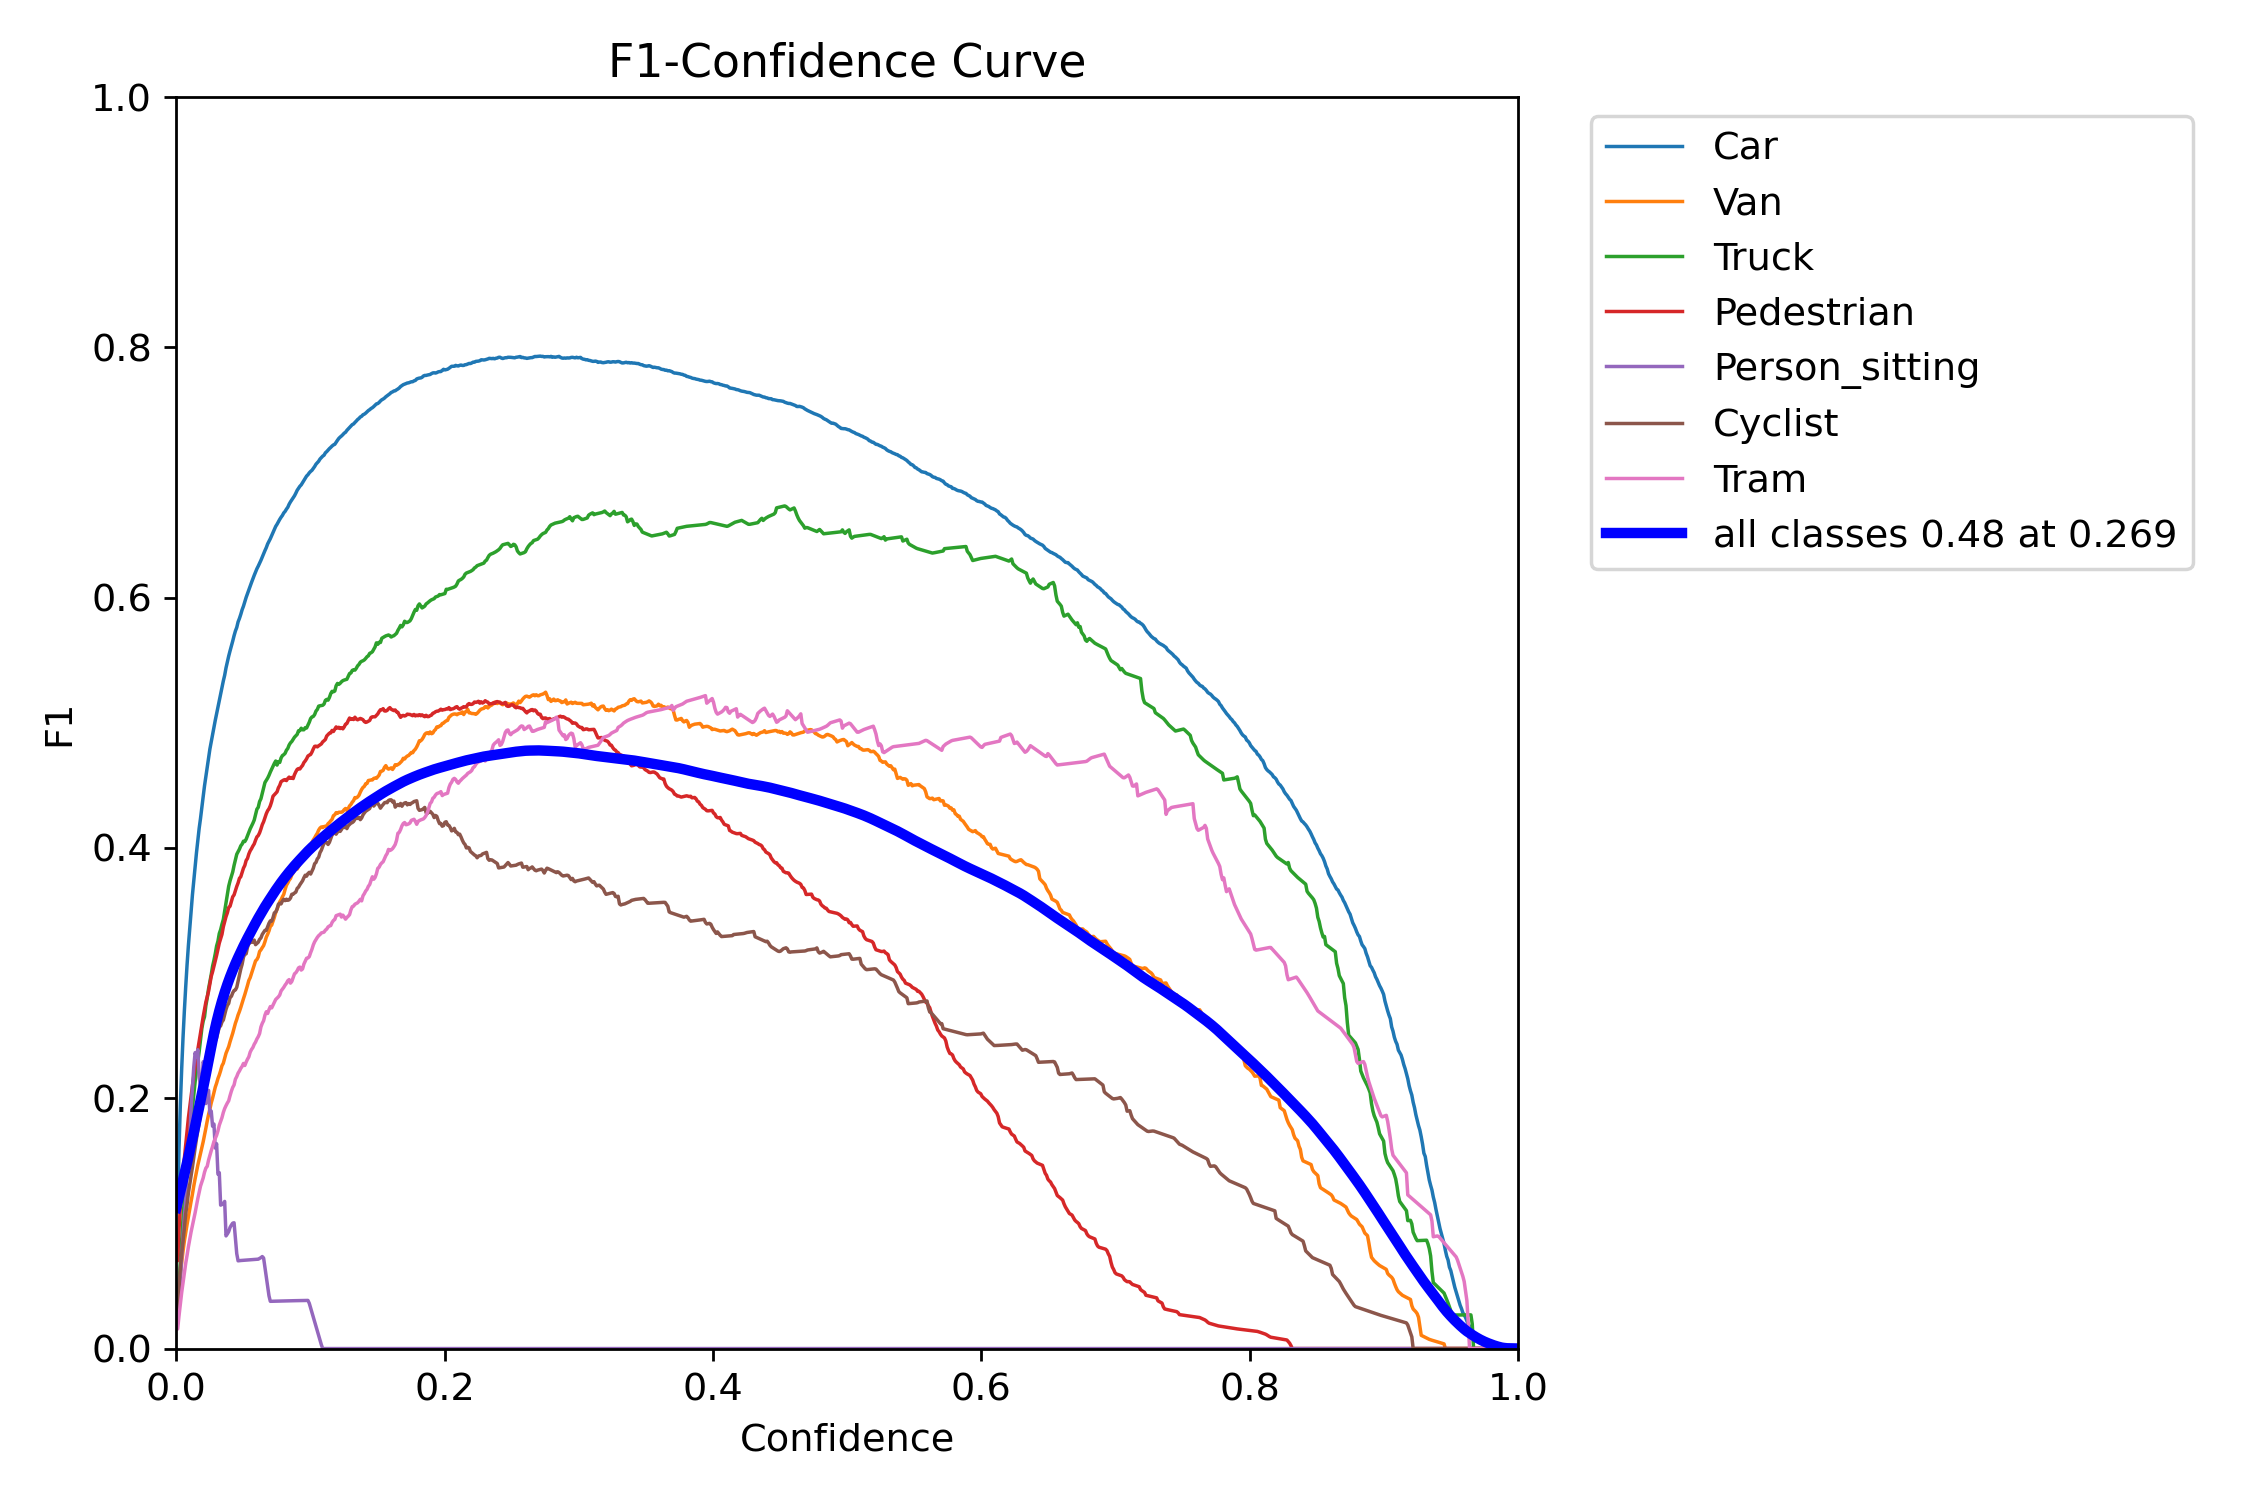 F1-Confidence Curve
1.0
0.8
0.6
0.4
0.2
0.0
F1
0.0 0.2 0.4 0.6 0.8 1.0
Confidence
Car
Van
Truck
Pedestrian
Person_sitting
Cyclist
Tram
all classes 0.48 at 0.269